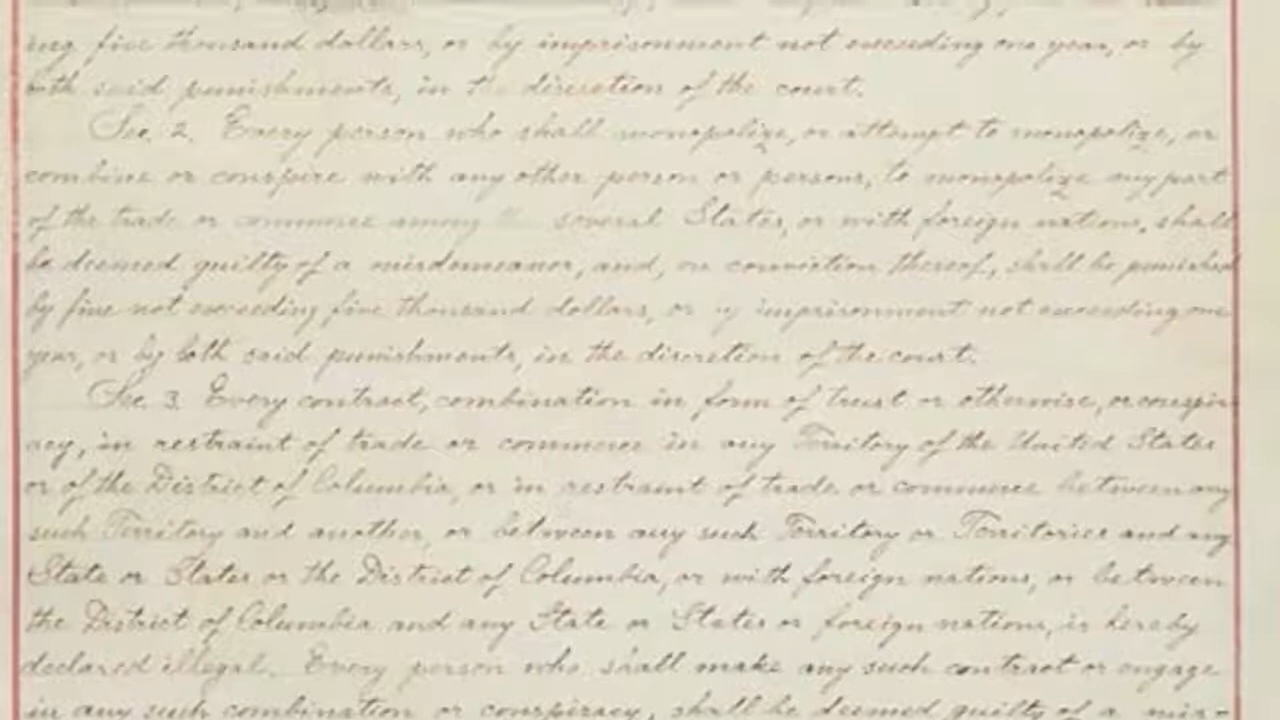 ing five thousand dollars, or by imprisonment not exceeding one year, or by
both said punishments, in the discretion of the court.
Sec. 2. Every person who shall monopolize, or attempt to monopolize, or
combine or conspire with any other person or persons, to monopolize any part
of the trade or commerce among the several States, or with foreign nations, shall
be deemed guilty of a misdemeanor, and, on conviction thereof, shall be punished
by fine not exceeding five thousand dollars, or by imprisonment not exceeding one
year, or by both said punishments, in the discretion of the court.
Sec. 3. Every contract, combination in form of trust or otherwise, or conspir-
acy, in restraint of trade or commerce in any Territory of the United States
or of the District of Columbia, or in restraint of trade or commerce between any
such Territory and another, or between any such Territory or Territories and any
State or States or the District of Columbia, or with foreign nations, or between
the District of Columbia and any State or States or foreign nations, is hereby
declared illegal. Every person who shall make any such contract or engage
in any such combination or conspiracy, shall be deemed guilty of a mis-